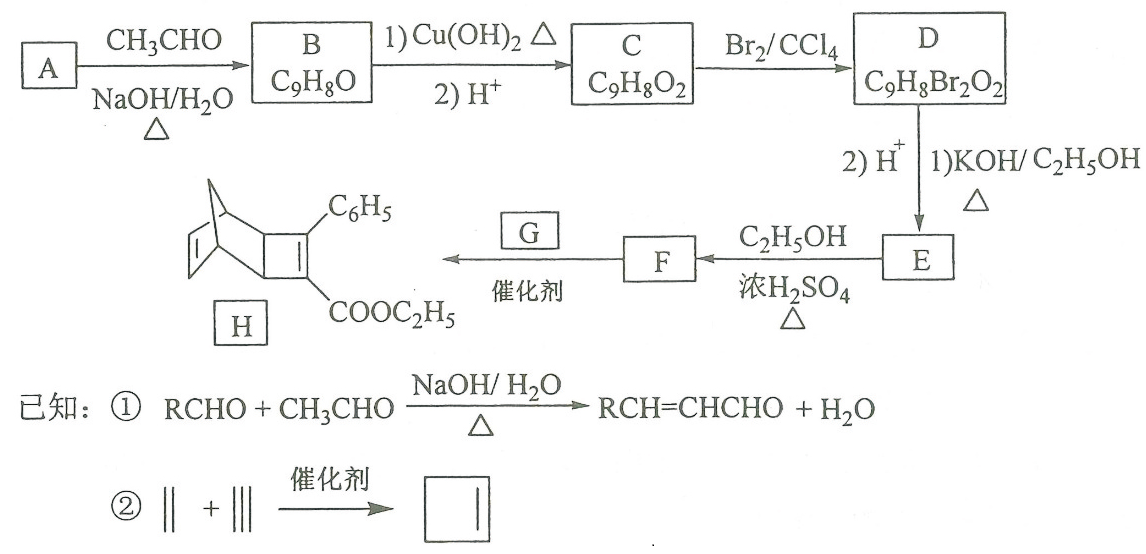 A
CH₃CHO
NaOH/H₂O
△
B
C₉H₈O
1) Cu(OH)₂ △
2) H⁺
C
C₉H₈O₂
Br₂/CCl₄
D
C₉H₈Br₂O₂
2) H⁺ 1)KOH/ C₂H₅OH
△
E
C₂H₅OH
浓H₂SO₄
△
F
G
催化剂
C₆H₅
COOC₂H₅
H
已知: ① RCHO + CH₃CHO NaOH/ H₂O △ RCH=CHCHO + H₂O
② + 催化剂